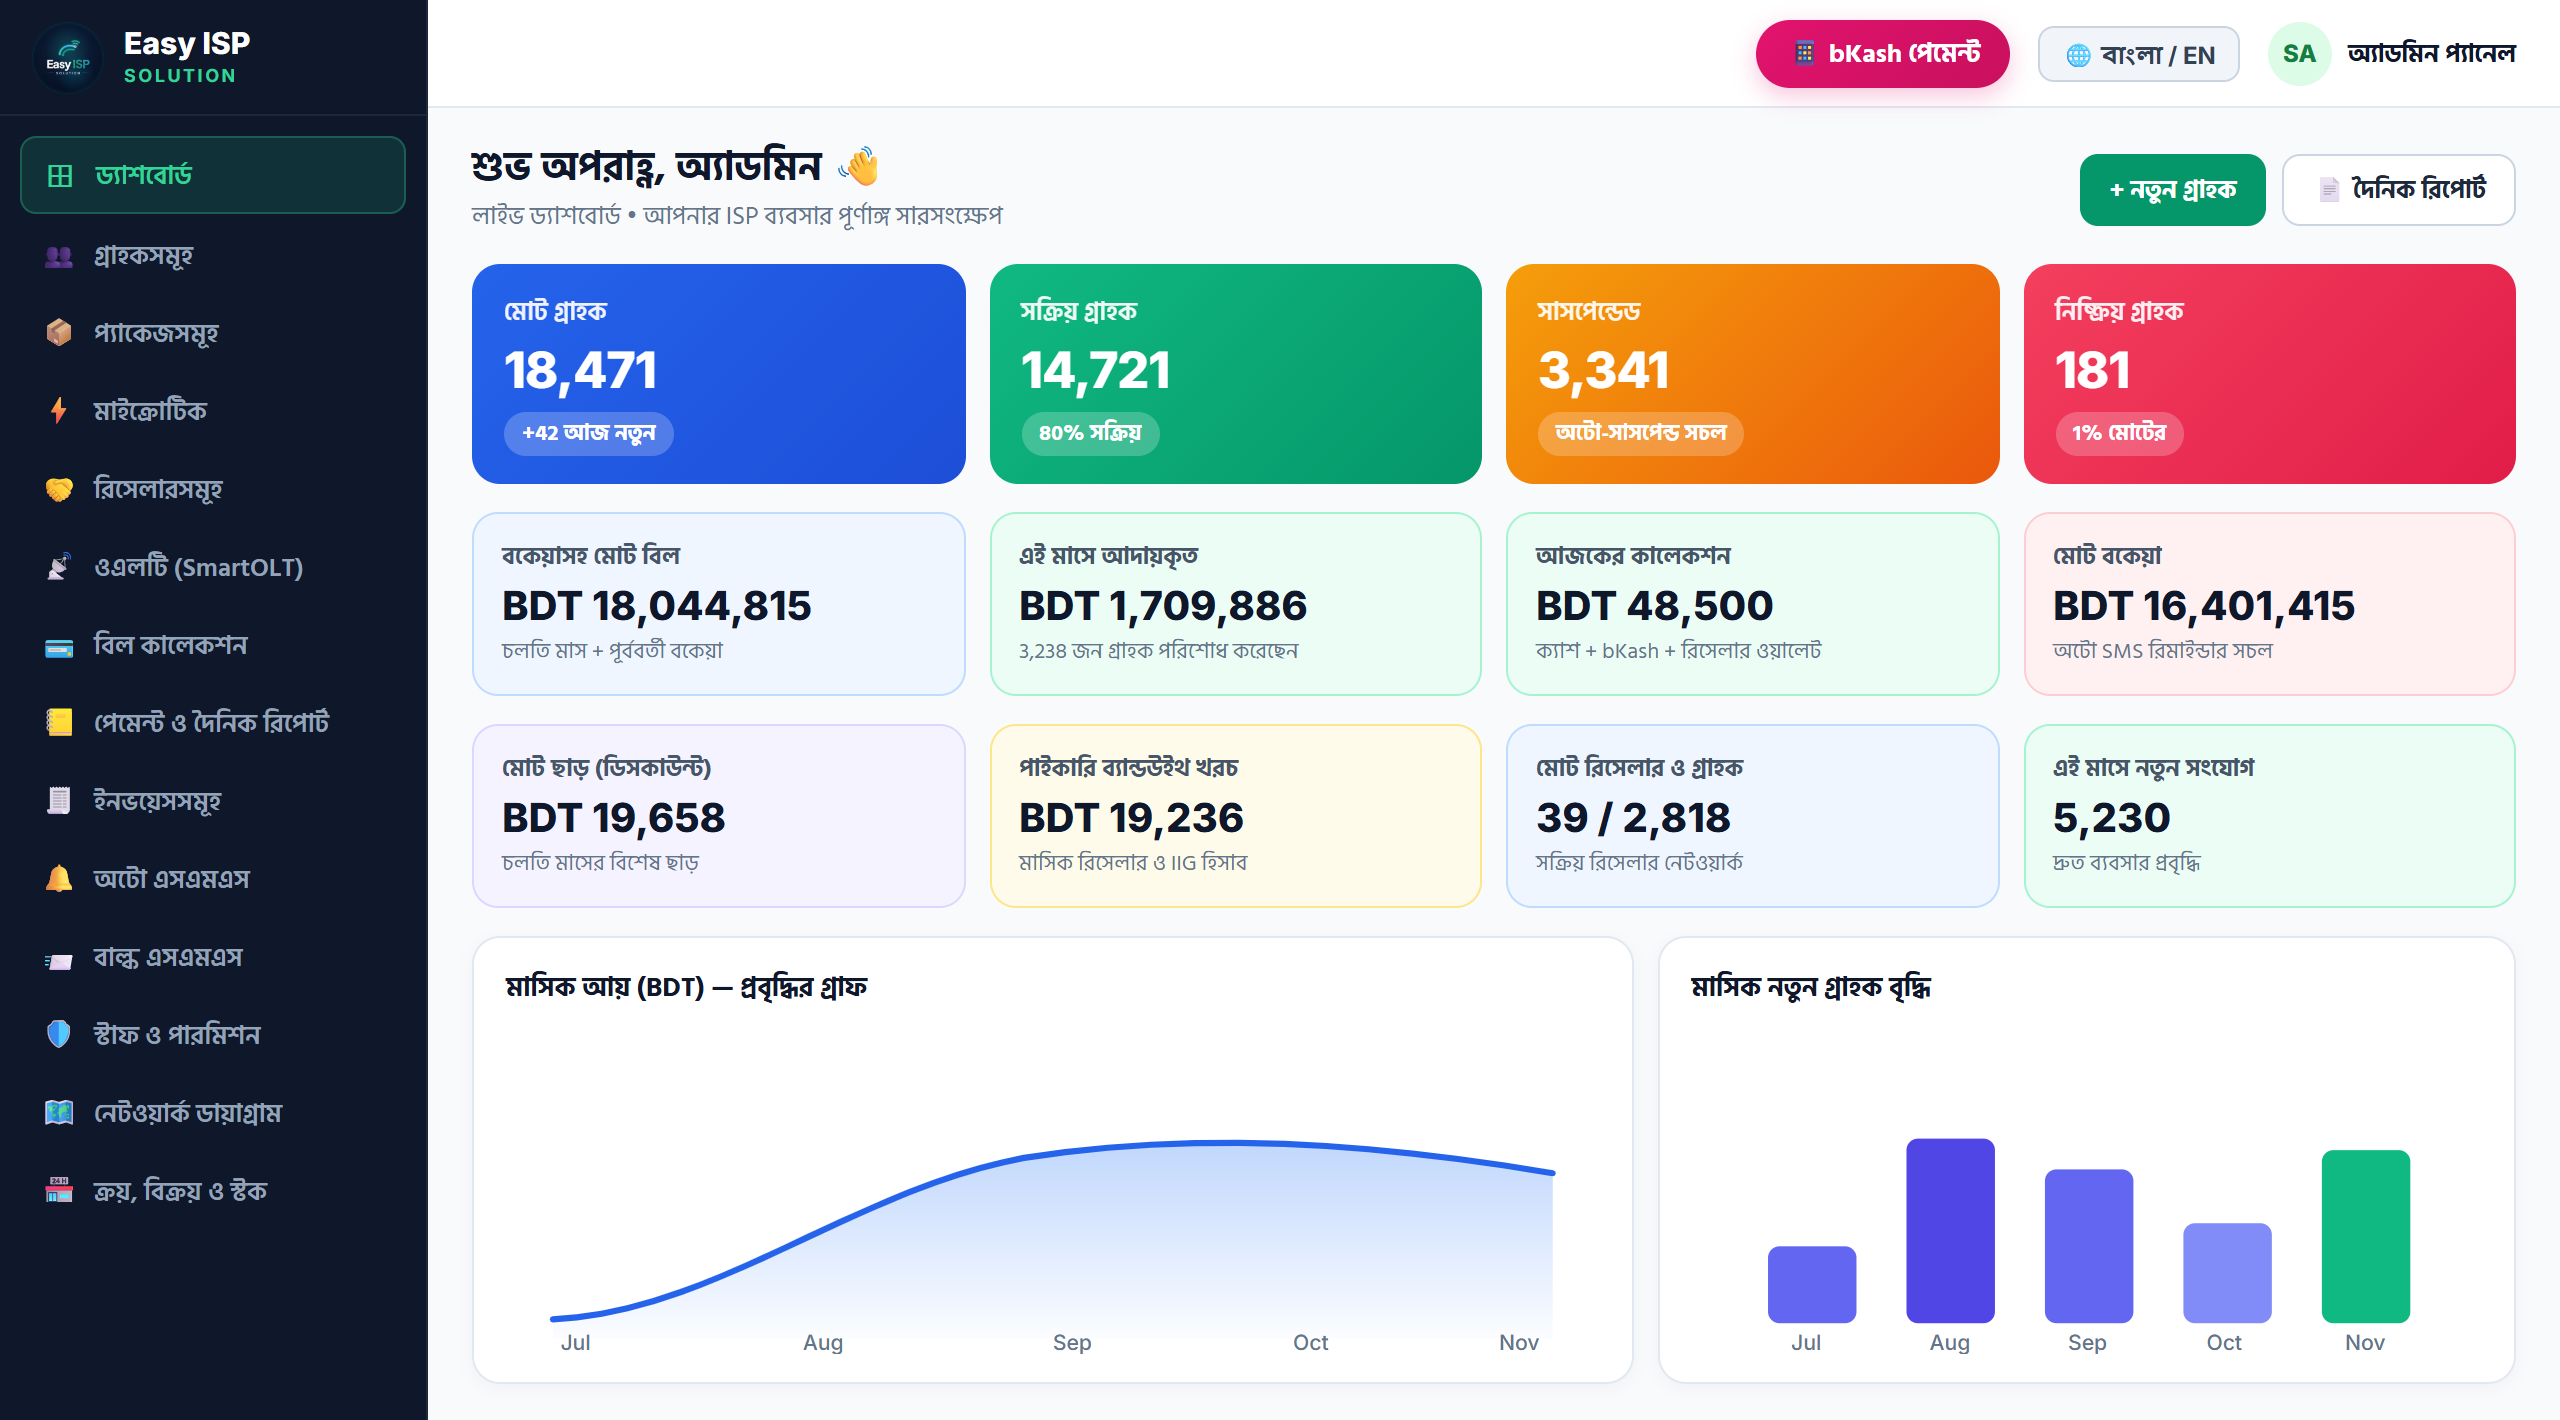 Easy ISP
SOLUTION
Easy ISP
SOLUTION
ড্যাশবোর্ড
গ্রাহকসমূহ
প্যাকেজসমূহ
মাইক্রোটিক
রিসেলারসমূহ
ওএলটি (SmartOLT)
বিল কালেকশন
পেমেন্ট ও দৈনিক রিপোর্ট
ইনভয়েসসমূহ
অটো এসএমএস
বাল্ক এসএমএস
স্টাফ ও পারমিশন
নেটওয়ার্ক ডায়াগ্রাম
ক্রয়, বিক্রয় ও স্টক
bKash পেমেন্ট
বাংলা / EN
SA অ্যাডমিন প্যানেল
শুভ অপরাহ্ণ, অ্যাডমিন 👋
লাইভ ড্যাশবোর্ড • আপনার ISP ব্যবসার পূর্ণাঙ্গ সারসংক্ষেপ
+ নতুন গ্রাহক
দৈনিক রিপোর্ট
মোট গ্রাহক
18,471
+42 আজ নতুন
সক্রিয় গ্রাহক
14,721
80% সক্রিয়
সাসপেন্ডেড
3,341
অটো-সাসপেন্ড সচল
নিষ্ক্রিয় গ্রাহক
181
1% মোটের
বকেয়াসহ মোট বিল
BDT 18,044,815
চলতি মাস + পূর্ববর্তী বকেয়া
এই মাসে আদায়কৃত
BDT 1,709,886
3,238 জন গ্রাহক পরিশোধ করেছেন
আজকের কালেকশন
BDT 48,500
ক্যাশ + bKash + রিসেলার ওয়ালেট
মোট বকেয়া
BDT 16,401,415
অটো SMS রিমাইন্ডার সচল
মোট ছাড় (ডিসকাউন্ট)
BDT 19,658
চলতি মাসের বিশেষ ছাড়
পাইকারি ব্যান্ডউইথ খরচ
BDT 19,236
মাসিক রিসেলার ও IIG হিসাব
মোট রিসেলার ও গ্রাহক
39 / 2,818
সক্রিয় রিসেলার নেটওয়ার্ক
এই মাসে নতুন সংযোগ
5,230
দ্রুত ব্যবসার প্রবৃদ্ধি
মাসিক আয় (BDT) — প্রবৃদ্ধির গ্রাফ
Jul Aug Sep Oct Nov
মাসিক নতুন গ্রাহক বৃদ্ধি
Jul Aug Sep Oct Nov